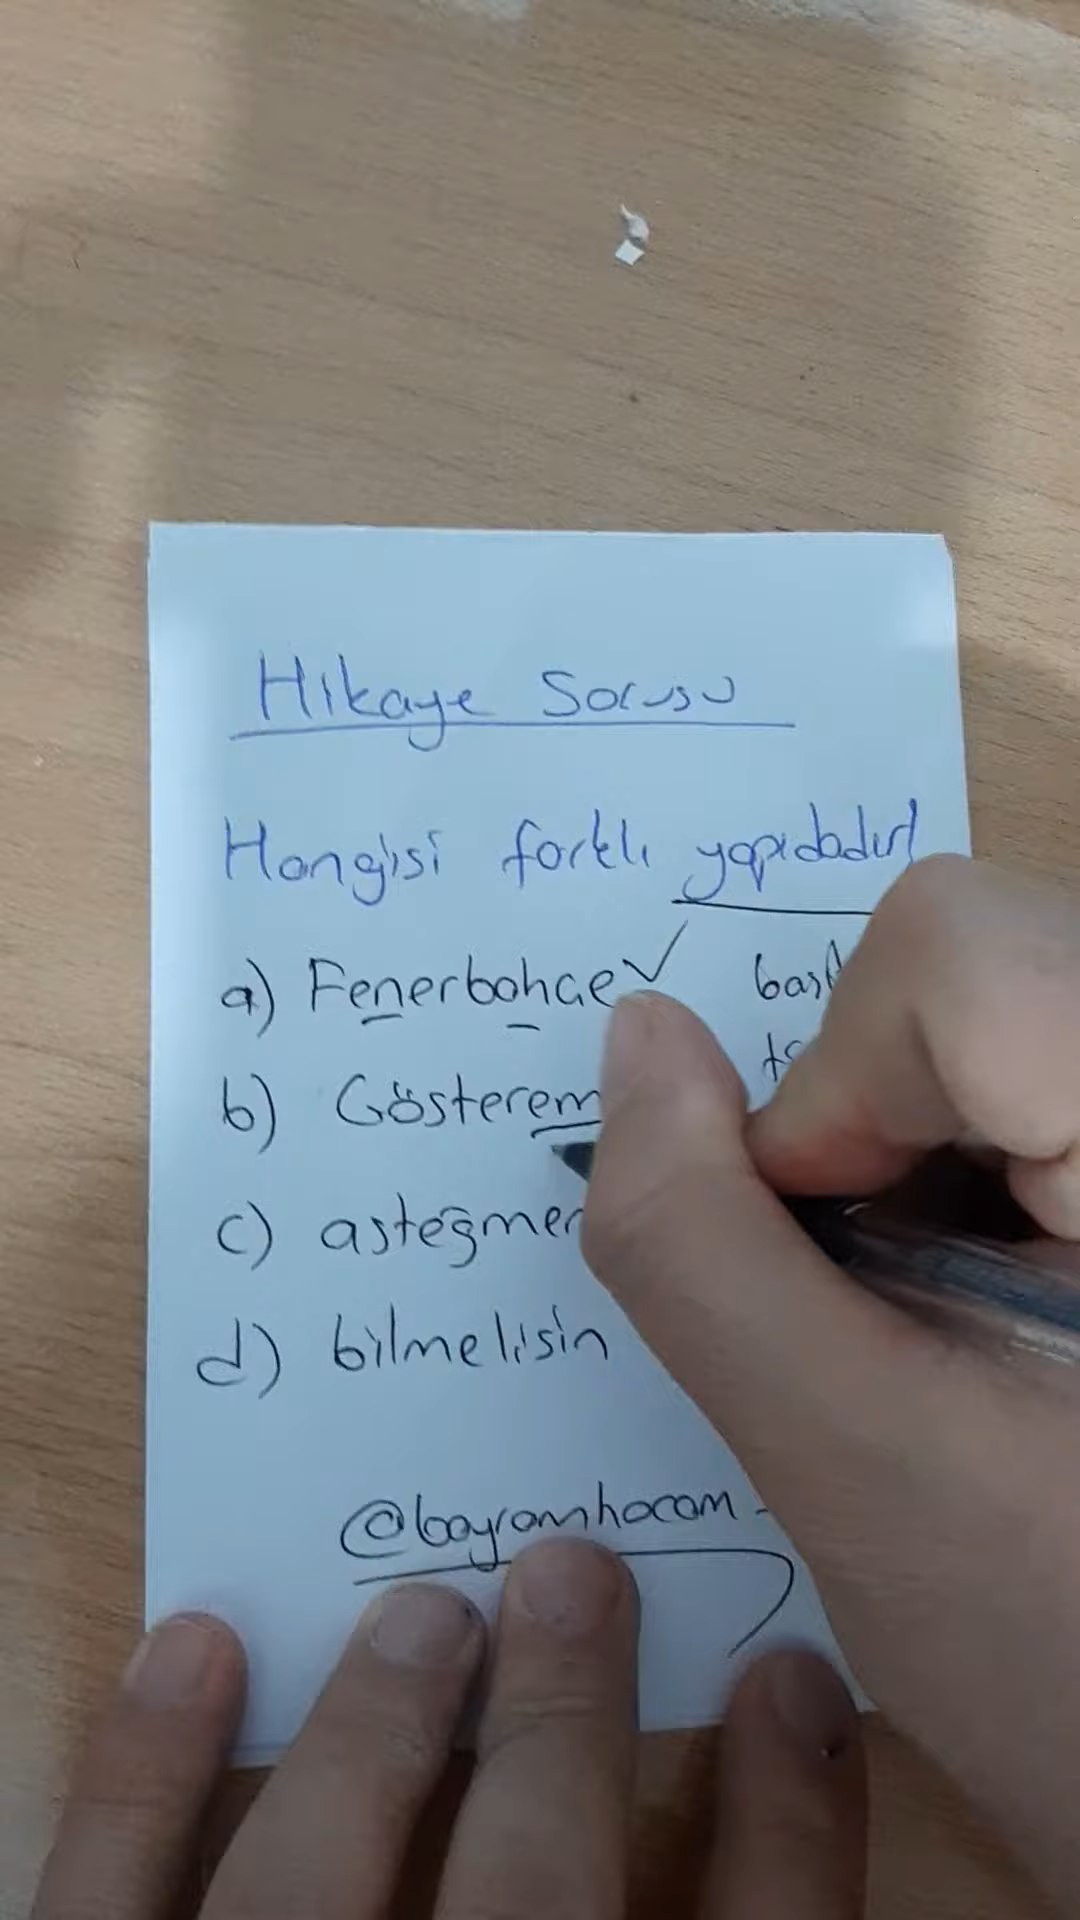 Hikaye Sorusu
Hangisi farklı yapıdadır
a) Fenerbahçe ✓
b) Gösterem
c) asteğmen
d) bilmelisin
@bayramhocam